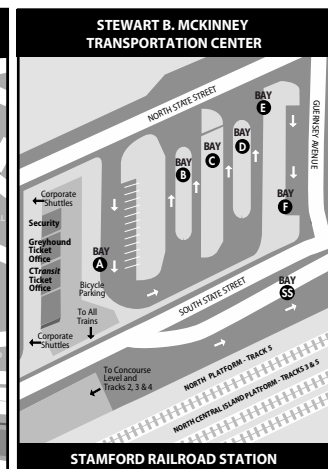 STEWART B. MCKINNEY
TRANSPORTATION CENTER
NORTH STATE STREET
GUERNSEY AVENUE
BAY
E
BAY
D
BAY
C
BAY
B
Corporate
Shuttles
Security
Greyhound
Ticket
Office
CTransit
Ticket
Office
BAY
A
BAY
F
Bicycle
Parking
To All
Trains
SOUTH STATE STREET
BAY
SS
Corporate
Shuttles
To Concourse
Level and
Tracks 2, 3 & 4
NORTH PLATFORM - TRACK 5
NORTH CENTRAL ISLAND PLATFORM - TRACKS 3 & 5
STAMFORD RAILROAD STATION